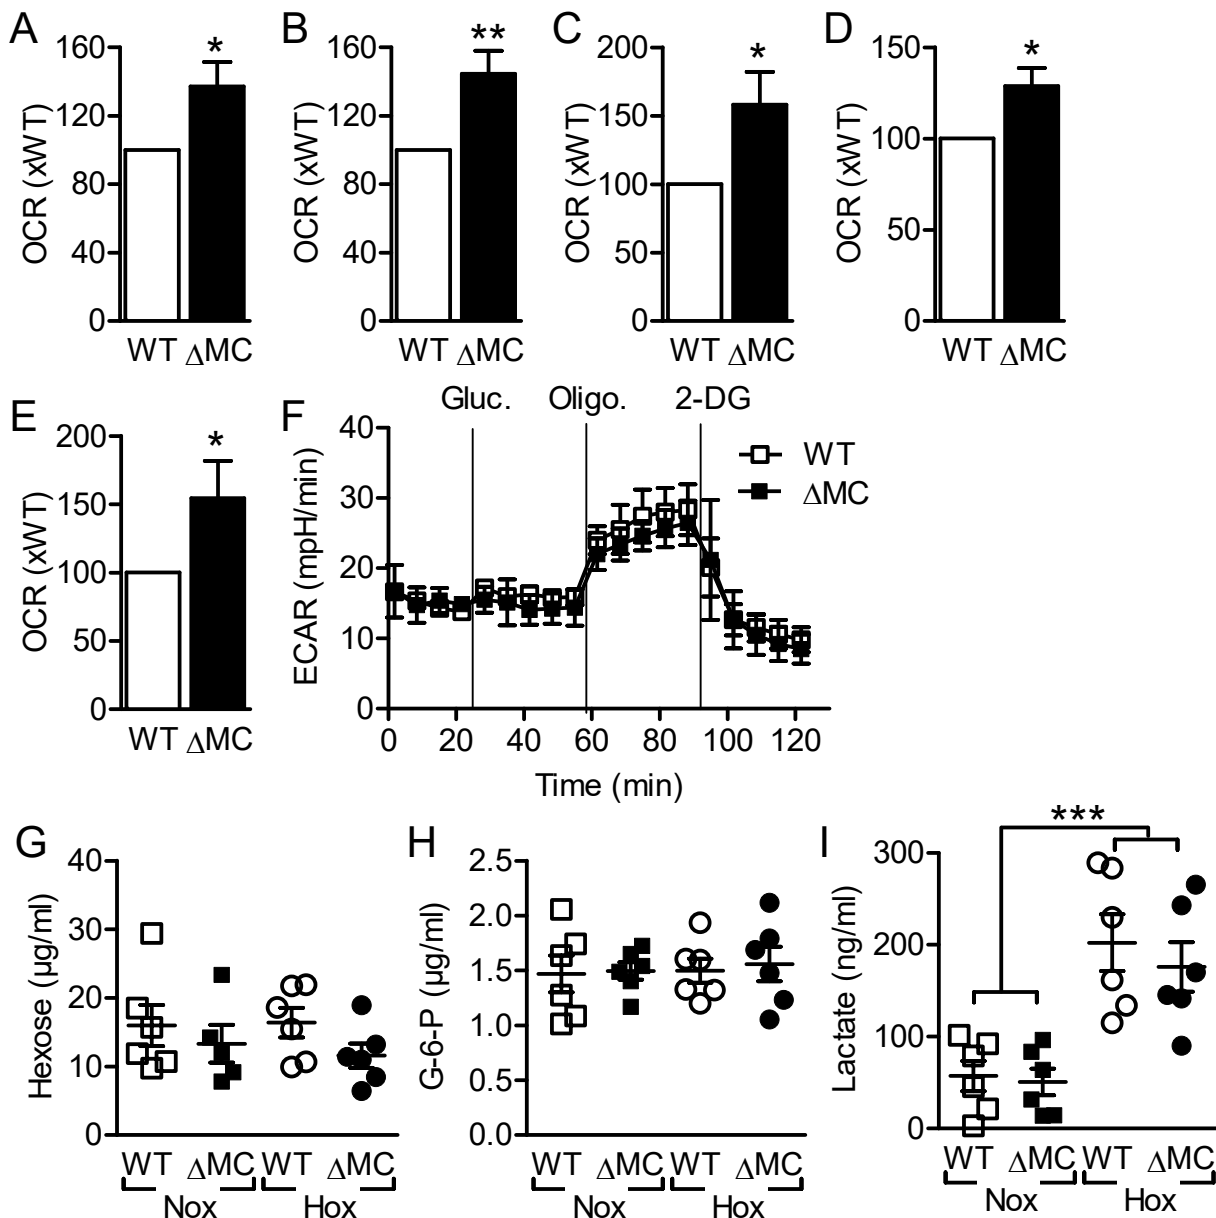 A
OCR (xWT)
160
120
80
40
0
*
WT ΔMC
B
OCR (xWT)
160
120
80
40
0
**
WT ΔMC
C
OCR (xWT)
200
150
100
50
0
*
WT ΔMC
D
OCR (xWT)
150
100
50
0
*
WT ΔMC
E
OCR (xWT)
200
150
100
50
0
*
WT ΔMC
F
Gluc. Oligo. 2-DG
ECAR (mpH/min)
40
30
20
10
0
WT
ΔMC
0 20 40 60 80 100 120
Time (min)
G
Hexose (µg/ml)
40
30
20
10
0
WT ΔMC WT ΔMC
Nox Hox
H
G-6-P (µg/ml)
2.5
2.0
1.5
1.0
0.5
0.0
WT ΔMC WT ΔMC
Nox Hox
I
Lactate (ng/ml)
300
200
100
0
***
WT ΔMC WT ΔMC
Nox Hox